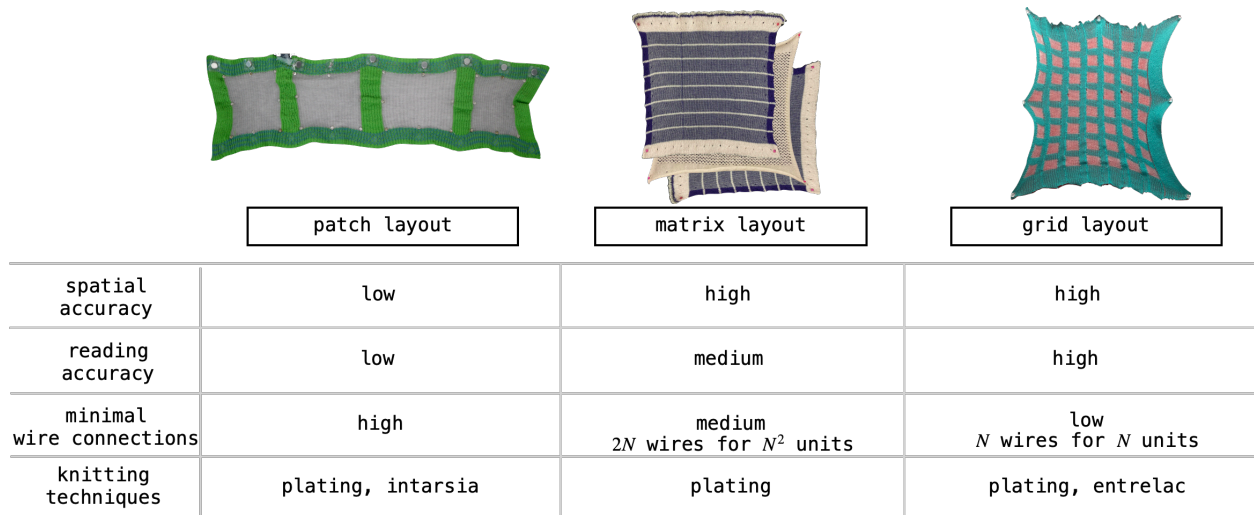 patch layout
matrix layout
grid layout
spatial
accuracy
low
high
high
reading
accuracy
low
medium
high
minimal
wire connections
high
medium
2N wires for N² units
low
N wires for N units
knitting
techniques
plating, intarsia
plating
plating, entrelac